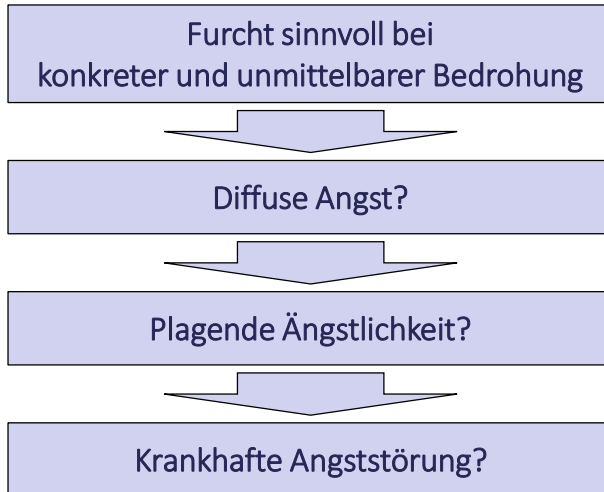 Furcht sinnvoll bei
konkreter und unmittelbarer Bedrohung
Diffuse Angst?
Plagende Ängstlichkeit?
Krankhafte Angststörung?